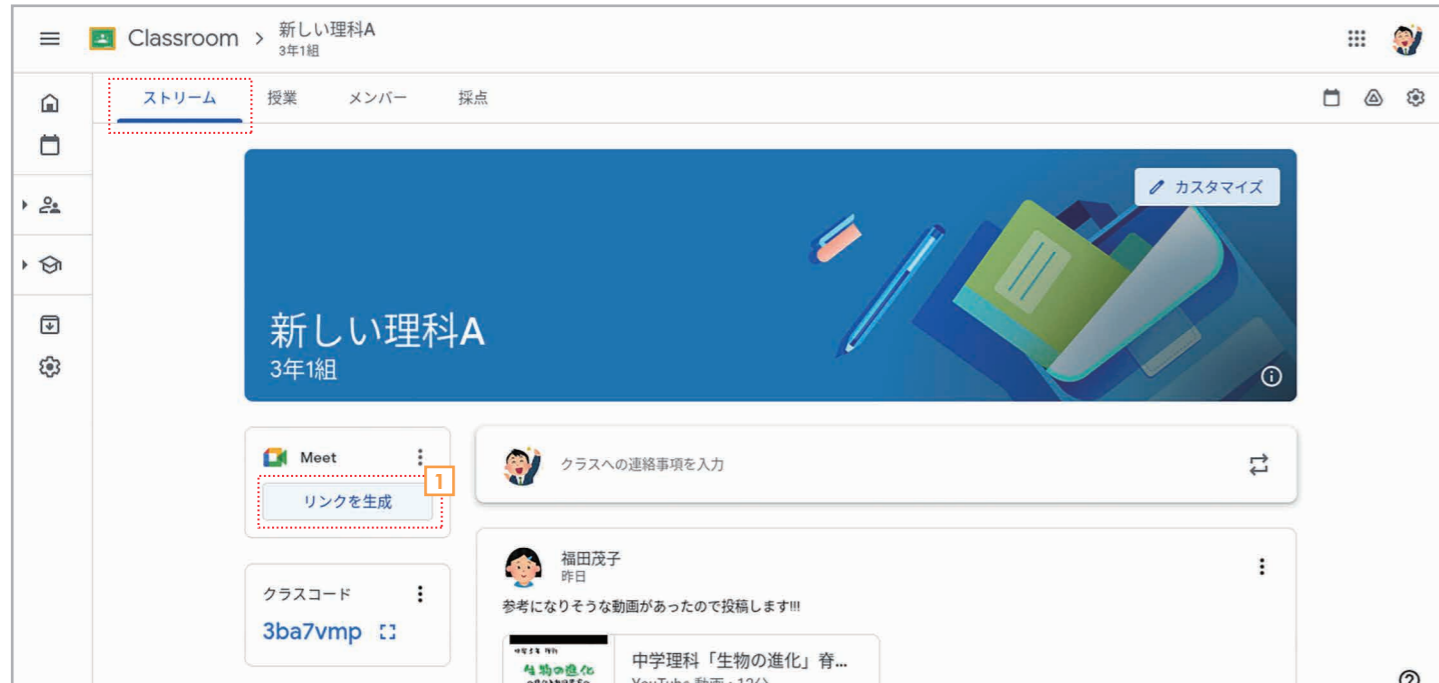 Classroom > 新しい理科A
3年1組
ストリーム 授業 メンバー 採点
カスタマイズ
新しい理科A
3年1組
Meet
1
リンクを生成
クラスへの連絡事項を入力
クラスコード
3ba7vmp
福田茂子
昨日
参考になりそうな動画があったので投稿します!!!
生物の進化
中学理科「生物の進化」脊...
YouTube 動画